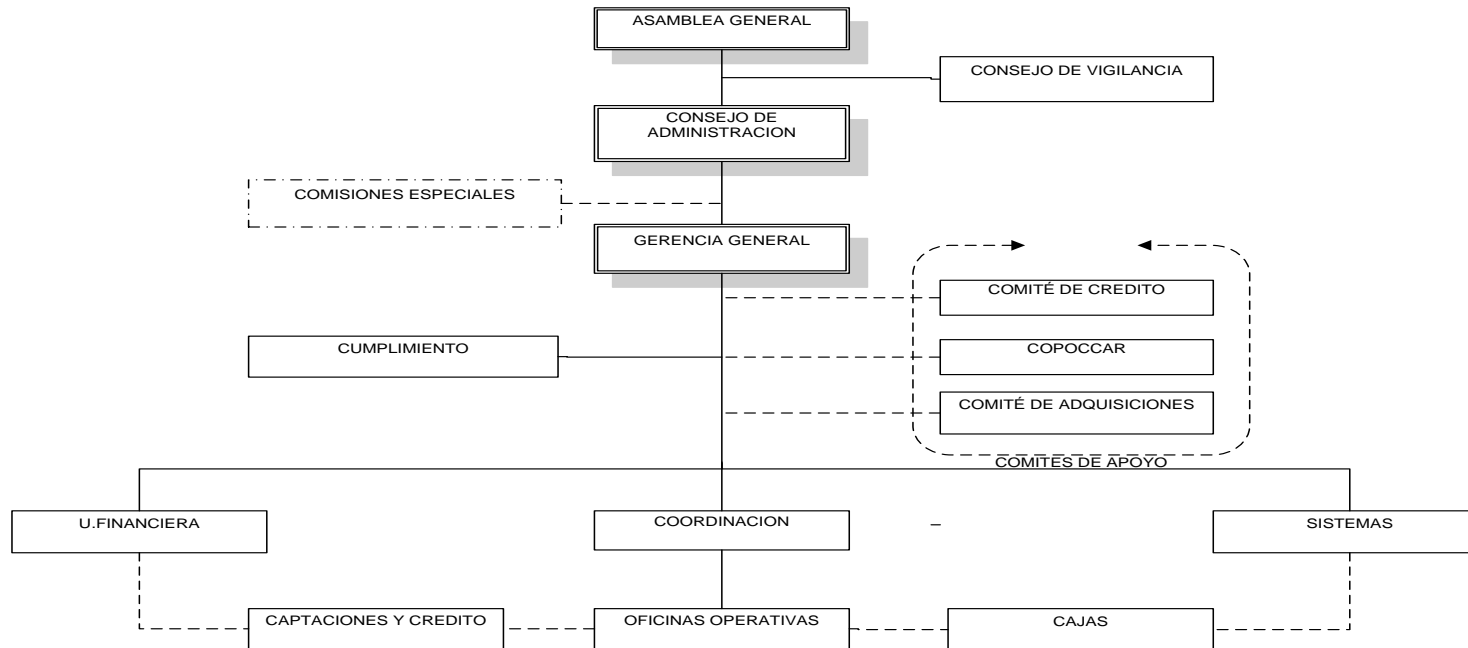 ASAMBLEA GENERAL
CONSEJO DE VIGILANCIA
CONSEJO DE
ADMINISTRACION
COMISIONES ESPECIALES
GERENCIA GENERAL
COMITÉ DE CREDITO
CUMPLIMIENTO
COPOCCAR
COMITÉ DE ADQUISICIONES
COMITES DE APOYO
U.FINANCIERA
COORDINACION
SISTEMAS
CAPTACIONES Y CREDITO
OFICINAS OPERATIVAS
CAJAS